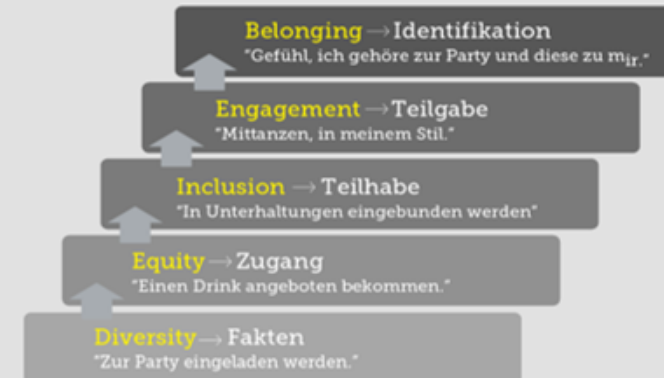 Belonging → Identifikation
"Gefühl, ich gehöre zur Party und diese zu mir."
Engagement → Teilgabe
"Mittanzen, in meinem Stil."
Inclusion → Teilhabe
"In Unterhaltungen eingebunden werden"
Equity → Zugang
"Einen Drink angeboten bekommen."
Diversity → Fakten
"Zur Party eingeladen werden."